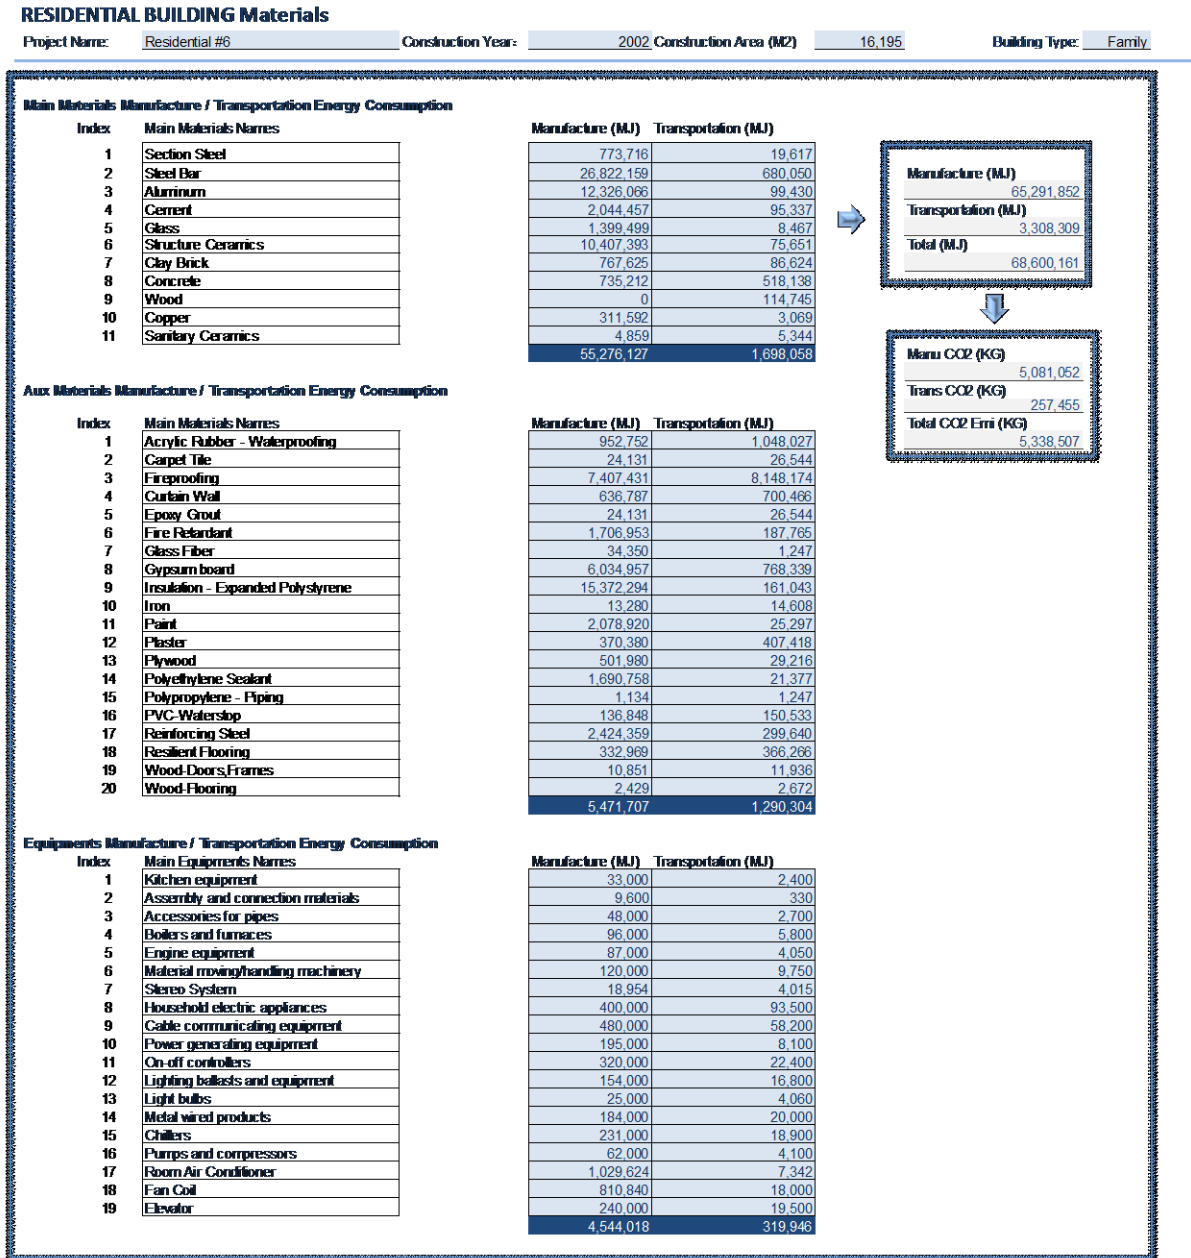 RESIDENTIAL BUILDING Materials
Project Name: Residential #6 Construction Year: 2002 Construction Area (M2) 16,195 Building Type: Family
Main Materials Manufacture / Transportation Energy Consumption
Index Main Materials Names Manufacture (MJ) Transportation (MJ)
1 Section Steel 773,716 19,617
2 Steel Bar 26,822,159 680,050
3 Aluminum 12,326,066 99,430
4 Cement 2,044,457 95,337
5 Glass 1,399,499 8,467
6 Structure Ceramics 10,407,393 75,651
7 Clay Brick 767,625 86,624
8 Concrete 735,212 518,138
9 Wood 0 114,745
10 Copper 311,592 3,069
11 Sanitary Ceramics 4,859 5,344
55,276,127 1,698,058
Manufacture (MJ)
65,291,852
Transportation (MJ)
3,308,309
Total (MJ)
68,600,161
Manu CO2 (KG)
5,081,052
Trans CO2 (KG)
257,455
Total CO2 Emi (KG)
5,338,507
Aux Materials Manufacture / Transportation Energy Consumption
Index Main Materials Names Manufacture (MJ) Transportation (MJ)
1 Acrylic Rubber - Waterproofing 952,752 1,048,027
2 Carpet Tile 24,131 26,544
3 Fireproofing 7,407,431 8,148,174
4 Curtain Wall 636,787 700,466
5 Epoxy Grout 24,131 26,544
6 Fire Retardant 1,706,953 187,765
7 Glass Fiber 34,350 1,247
8 Gypsum board 6,034,957 768,339
9 Insulation - Expanded Polystyrene 15,372,294 161,043
10 Iron 13,280 14,608
11 Paint 2,078,920 25,297
12 Plaster 370,380 407,418
13 Plywood 501,980 29,216
14 Polyethylene Sealant 1,690,758 21,377
15 Polypropylene - Piping 1,134 1,247
16 PVC-Waterstop 136,848 150,533
17 Reinforcing Steel 2,424,359 299,640
18 Resilient Flooring 332,969 366,266
19 Wood-Doors,Frames 10,851 11,936
20 Wood-Flooring 2,429 2,672
5,471,707 1,290,304
Equipments Manufacture / Transportation Energy Consumption
Index Main Equipments Names Manufacture (MJ) Transportation (MJ)
1 Kitchen equipment 33,000 2,400
2 Assembly and connection materials 9,600 330
3 Accessories for pipes 48,000 2,700
4 Boilers and furnaces 96,000 5,800
5 Engine equipment 87,000 4,050
6 Material moving/handling machinery 120,000 9,750
7 Stereo System 18,954 4,015
8 Household electric appliances 400,000 93,500
9 Cable communicating equipment 480,000 58,200
10 Power generating equipment 195,000 8,100
11 On-off controllers 320,000 22,400
12 Lighting ballasts and equipment 154,000 16,800
13 Light bulbs 25,000 4,060
14 Metal wired products 184,000 20,000
15 Chillers 231,000 18,900
16 Pumps and compressors 62,000 4,100
17 Room Air Conditioner 1,029,624 7,342
18 Fan Coil 810,840 18,000
19 Elevator 240,000 19,500
4,544,018 319,946